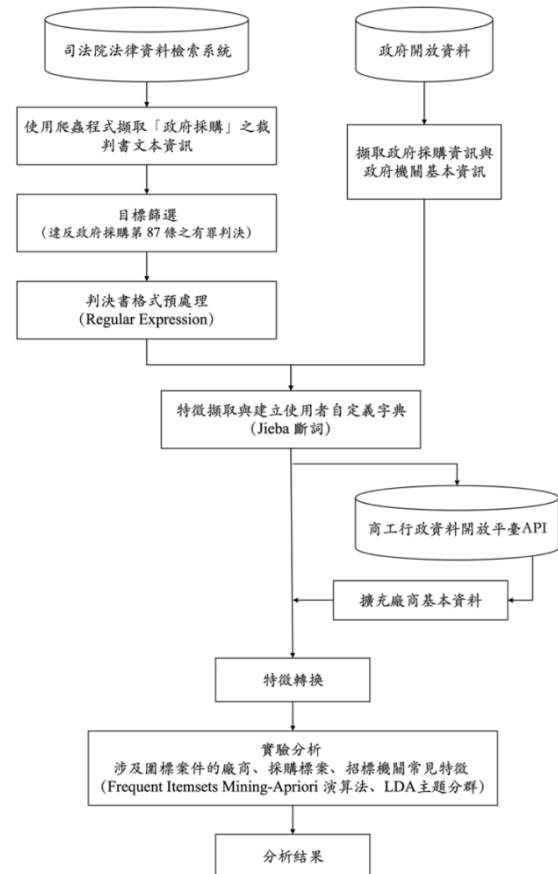 司法院法律資料檢索系統
政府開放資料
使用爬蟲程式擷取「政府採購」之裁
判書文本資訊
擷取政府採購資訊與
政府機關基本資訊
目標篩選
(違反政府採購第 87 條之有罪判決)
判決書格式預處理
(Regular Expression)
特徵擷取與建立使用者自定義字典
(Jieba 斷詞)
商工行政資料開放平臺API
擴充廠商基本資料
特徵轉換
實驗分析
涉及圍標案件的廠商、採購標案、招標機關常見特徵
(Frequent Itemsets Mining-Apriori 演算法、LDA主題分群)
分析結果